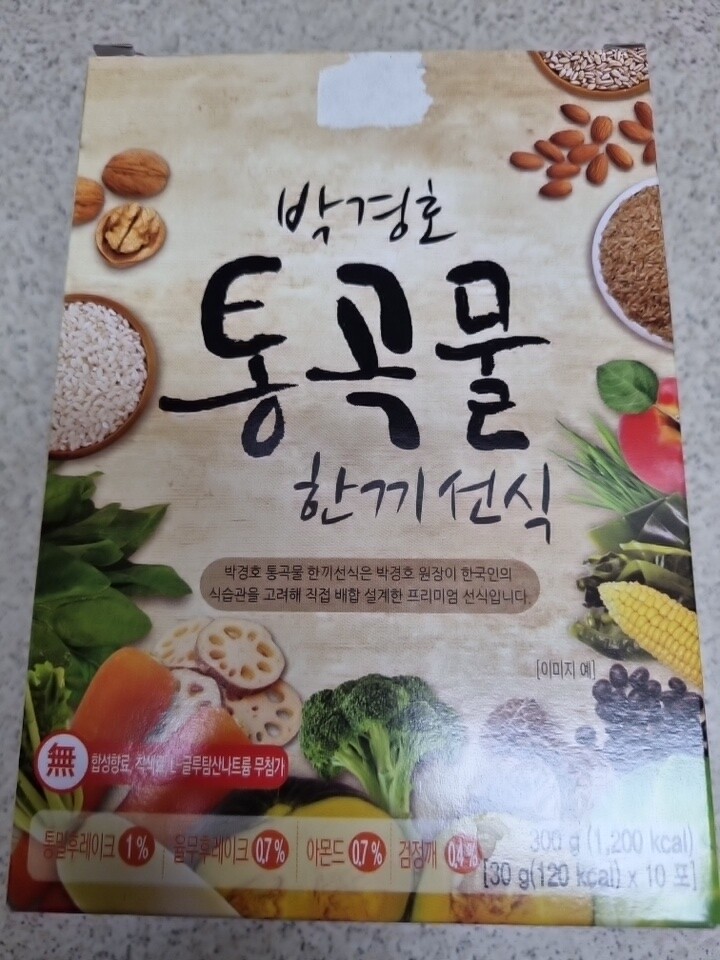 박경호
통곡물
한끼선식
박경호 통곡물 한끼선식은 박경호 원장이 한국인의
식습관을 고려해 직접 배합 설계한 프리미엄 선식입니다.
[이미지 예]
無 합성향료, 착색료, L-글루탐산나트륨 무첨가
통밀후레이크 1% 율무후레이크 0.7% 아몬드 0.7% 검정깨 0.4%
300 g (1,200 kcal)
[30 g(120 kcal) x 10 포]